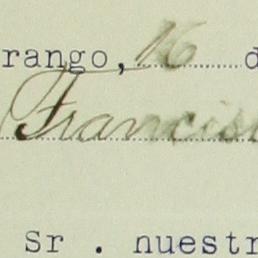 rango, 16 d
Francis
Sr . nuestr